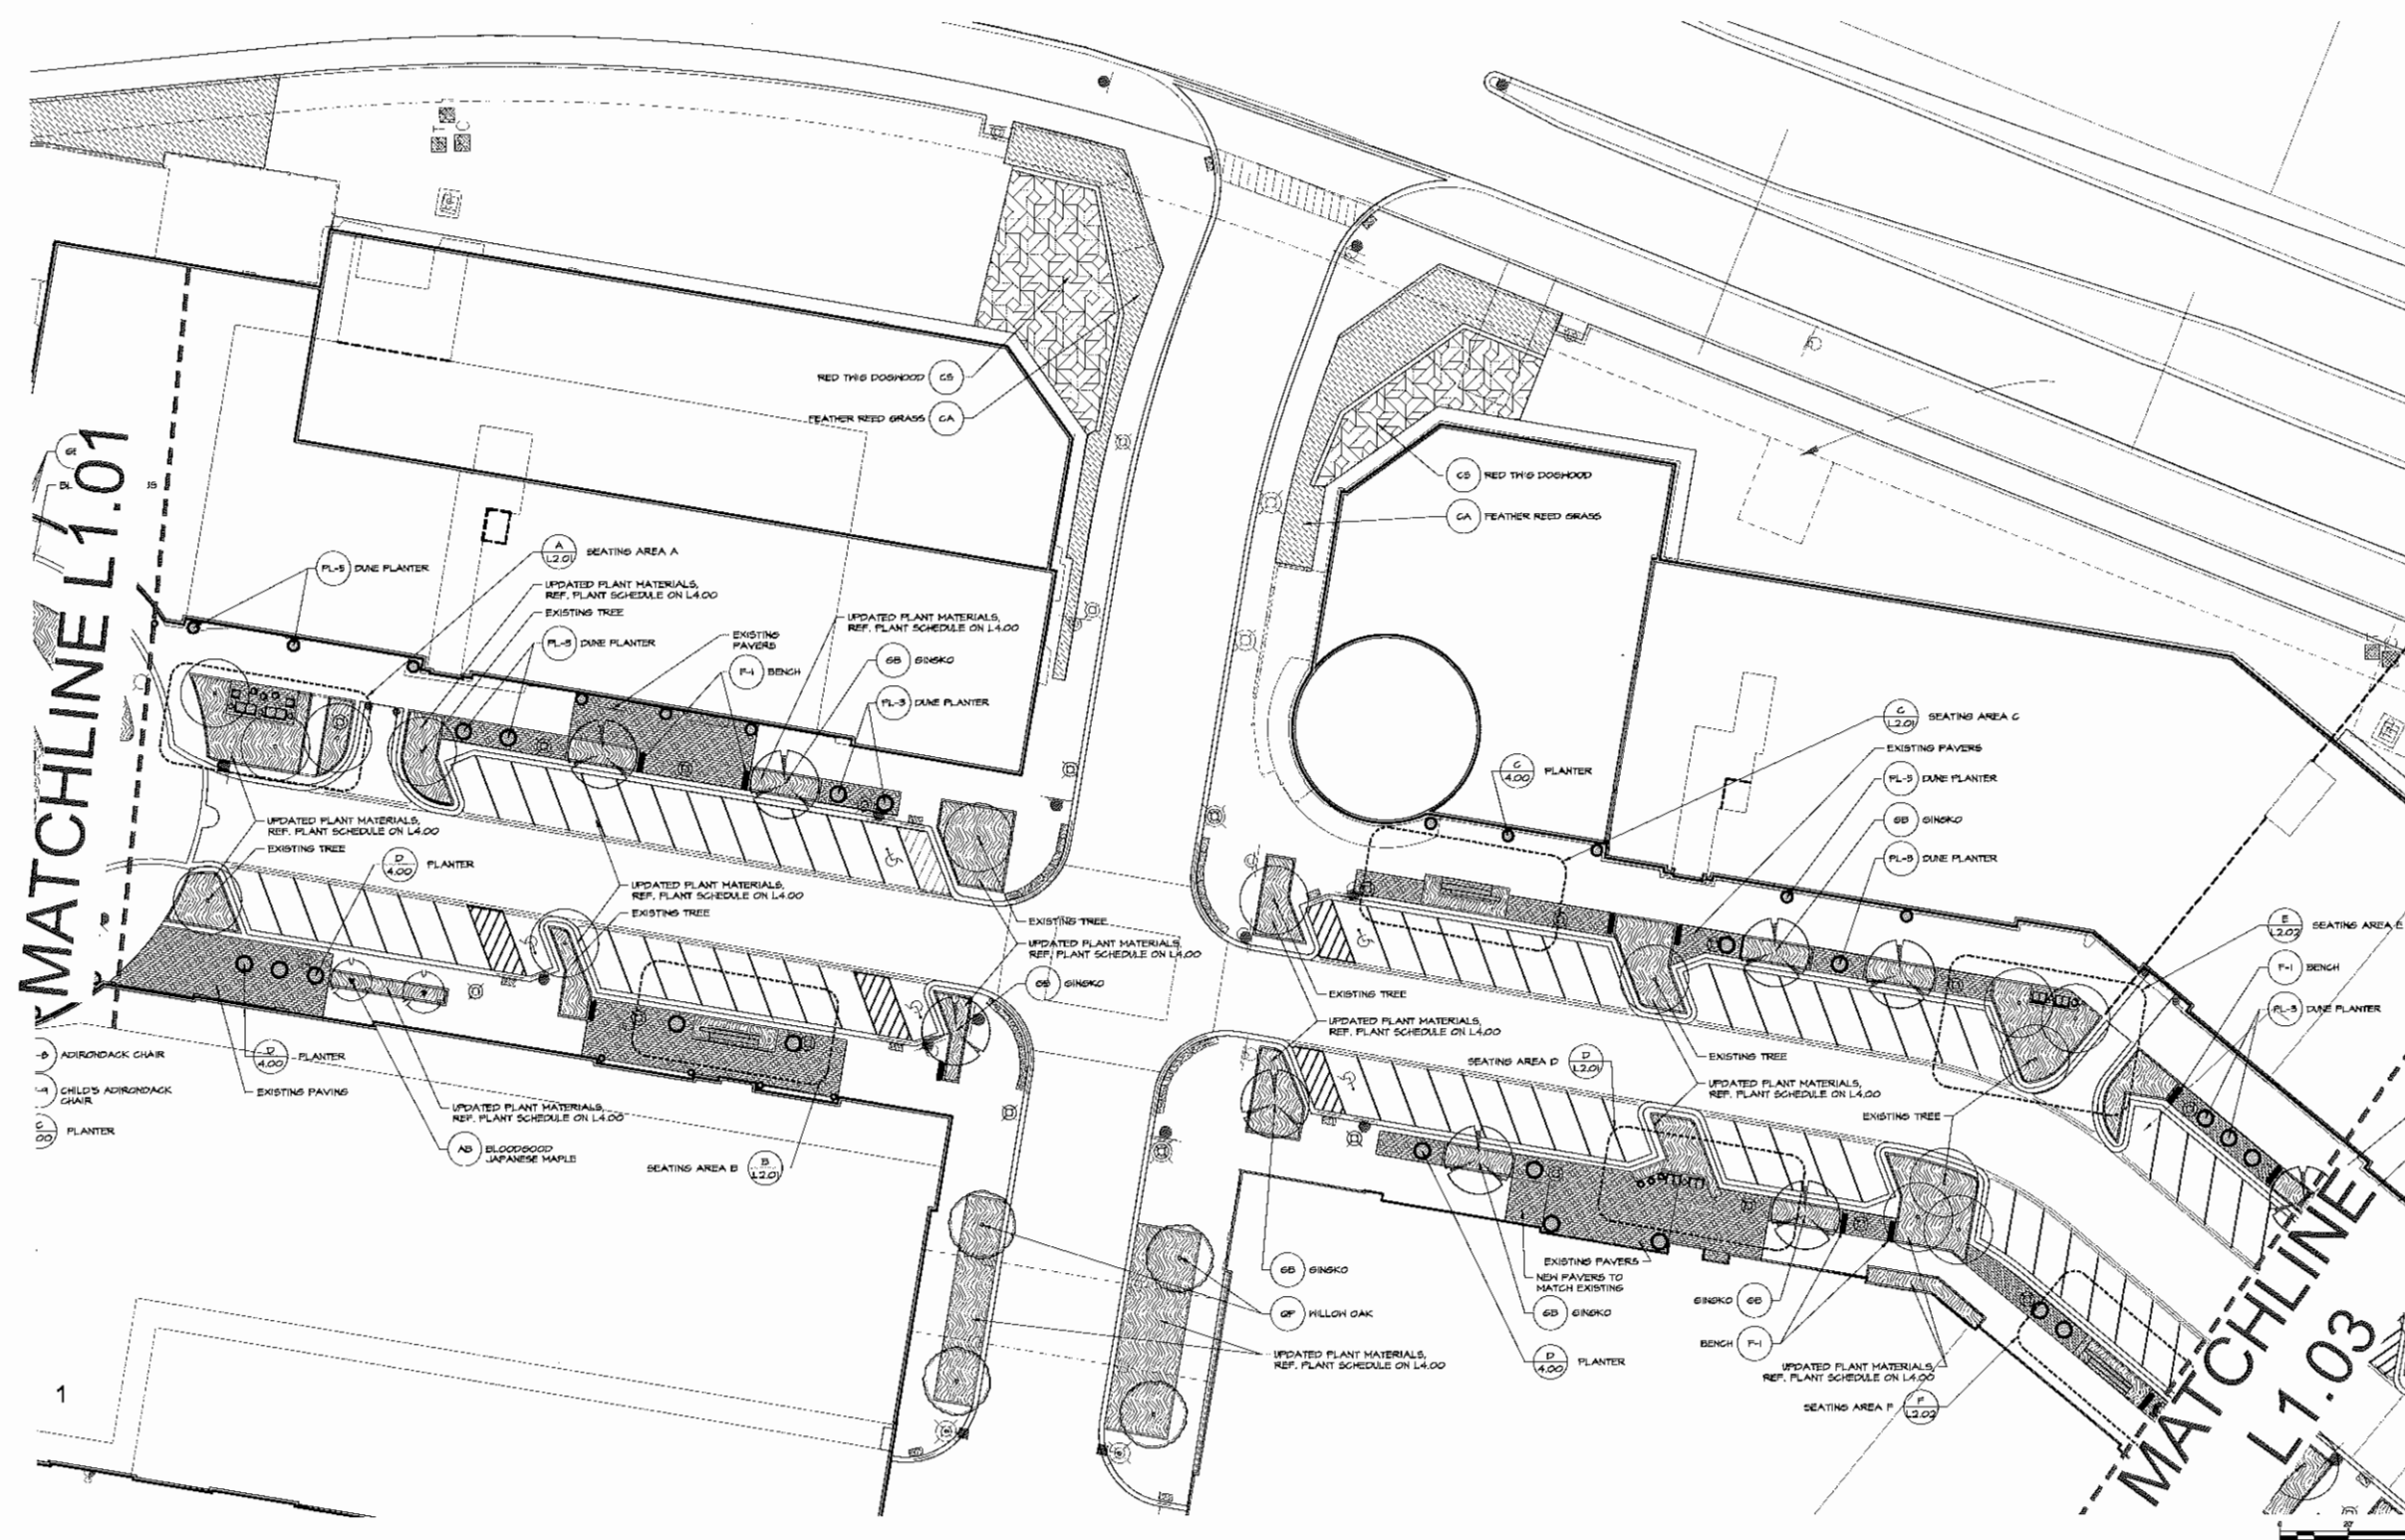 RED TWIG DOGWOOD CS
FEATHER REED GRASS CA
CS RED TWIG DOGWOOD
CA FEATHER REED GRASS
MATCHLINE L1.01
A
L2.01
SEATING AREA A
PL-5 DUNE PLANTER
UPDATED PLANT MATERIALS,
REF. PLANT SCHEDULE ON L4.00
EXISTING TREE
PL-5 DUNE PLANTER
EXISTING
PAVERS
F-1 BENCH
UPDATED PLANT MATERIALS,
REF. PLANT SCHEDULE ON L4.00
GB GINGKO
PL-5 DUNE PLANTER
C
L2.01
SEATING AREA C
EXISTING PAVERS
C
4.00
PLANTER
PL-5 DUNE PLANTER
GB GINGKO
PL-5 DUNE PLANTER
UPDATED PLANT MATERIALS,
REF. PLANT SCHEDULE ON L4.00
EXISTING TREE
D
4.00
PLANTER
UPDATED PLANT MATERIALS,
REF. PLANT SCHEDULE ON L4.00
EXISTING TREE
EXISTING TREE
UPDATED PLANT MATERIALS,
REF. PLANT SCHEDULE ON L4.00
GB GINGKO
E
L2.02
SEATING AREA E
F-1 BENCH
PL-5 DUNE PLANTER
EXISTING TREE
UPDATED PLANT MATERIALS,
REF. PLANT SCHEDULE ON L4.00
SEATING AREA D
D
L2.01
EXISTING TREE
UPDATED PLANT MATERIALS,
REF. PLANT SCHEDULE ON L4.00
EXISTING TREE
ADIRONDACK CHAIR
CHILD'S ADIRONDACK
CHAIR
PLANTER
D
4.00
PLANTER
EXISTING PAVING
UPDATED PLANT MATERIALS,
REF. PLANT SCHEDULE ON L4.00
AB BLOODGOOD
JAPANESE MAPLE
SEATING AREA B
B
L2.01
GB GINGKO
QP WILLOW OAK
UPDATED PLANT MATERIALS,
REF. PLANT SCHEDULE ON L4.00
EXISTING PAVERS
NEW PAVERS TO
MATCH EXISTING
GB GINGKO
D
4.00
PLANTER
GINGKO GB
BENCH F-1
UPDATED PLANT MATERIALS,
REF. PLANT SCHEDULE ON L4.00
SEATING AREA F
F
L2.02
MATCHLINE
L1.03
1